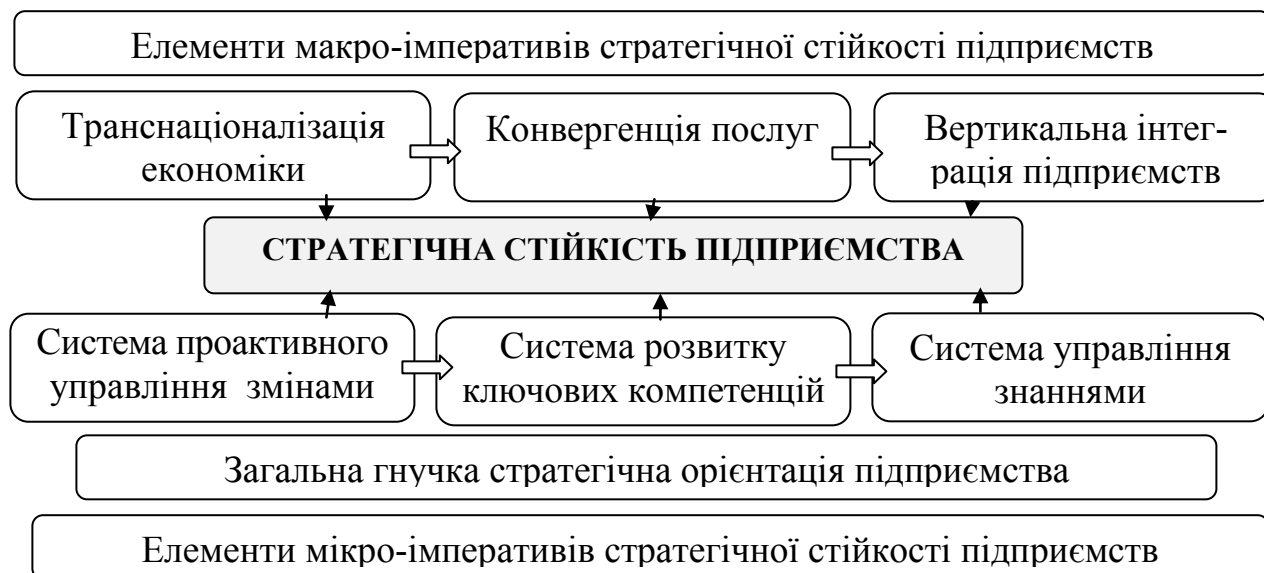 Елементи макро-імперативів стратегічної стійкості підприємств
Транснаціоналізація
економіки
Конвергенція послуг
Вертикальна інтег-
рація підприємств
СТРАТЕГІЧНА СТІЙКІСТЬ ПІДПРИЄМСТВА
Система проактивного
управління змінами
Система розвитку
ключових компетенцій
Система управління
знаннями
Загальна гнучка стратегічна орієнтація підприємства
Елементи мікро-імперативів стратегічної стійкості підприємств